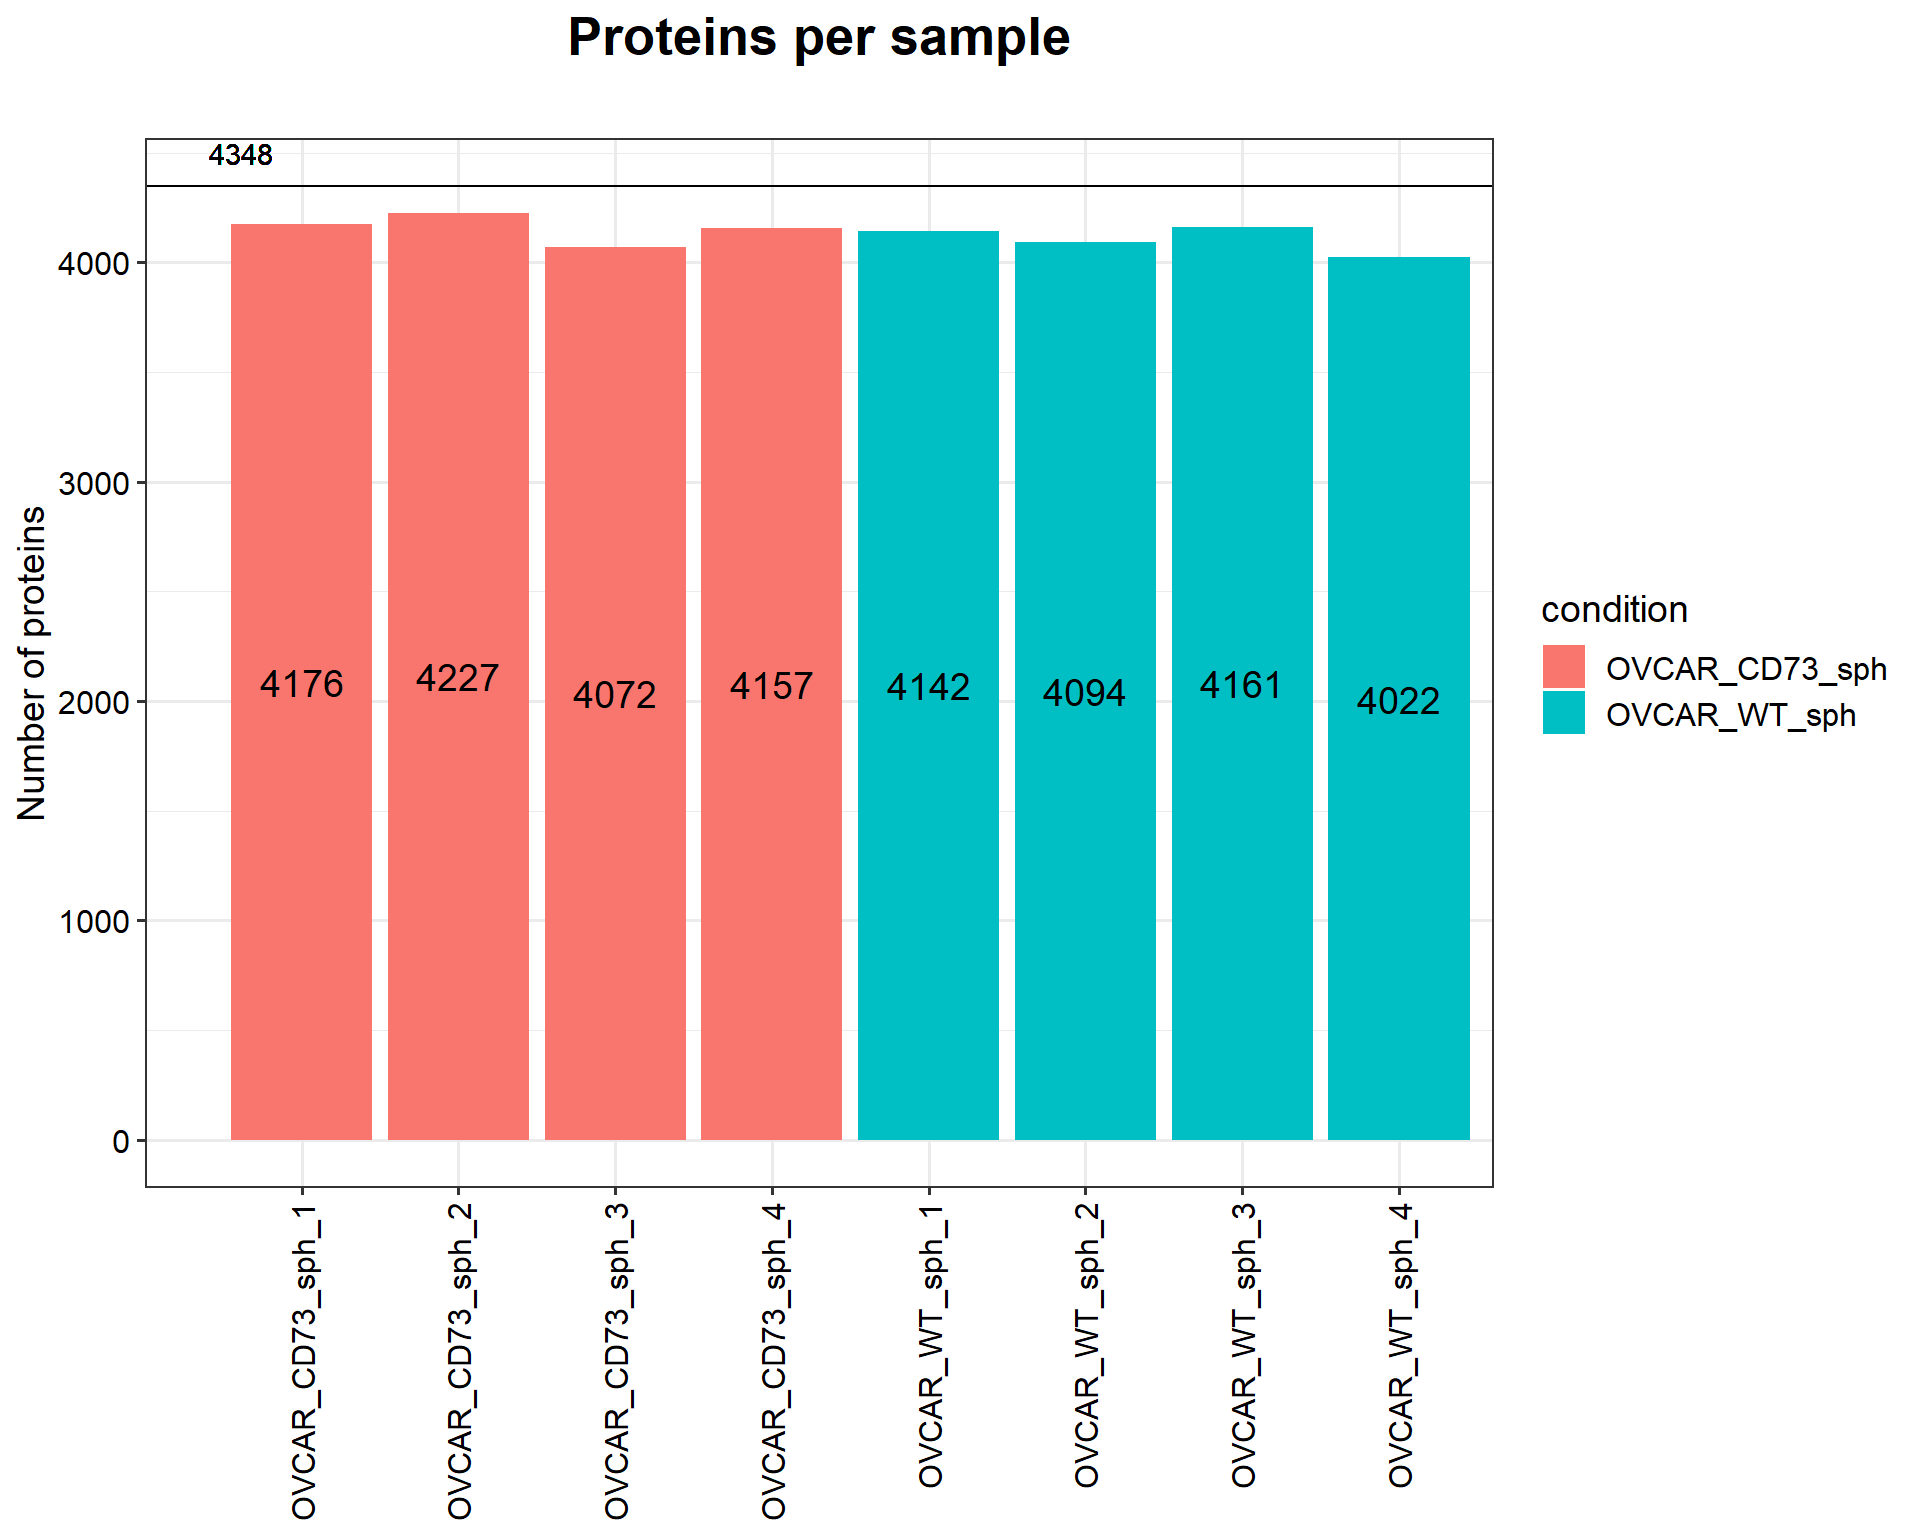 Proteins per sample
4348
4000
3000
2000
1000
0
Number of proteins
4176
4227
4072
4157
4142
4094
4161
4022
OVCAR_CD73_sph_1
OVCAR_CD73_sph_2
OVCAR_CD73_sph_3
OVCAR_CD73_sph_4
OVCAR_WT_sph_1
OVCAR_WT_sph_2
OVCAR_WT_sph_3
OVCAR_WT_sph_4
condition
OVCAR_CD73_sph
OVCAR_WT_sph